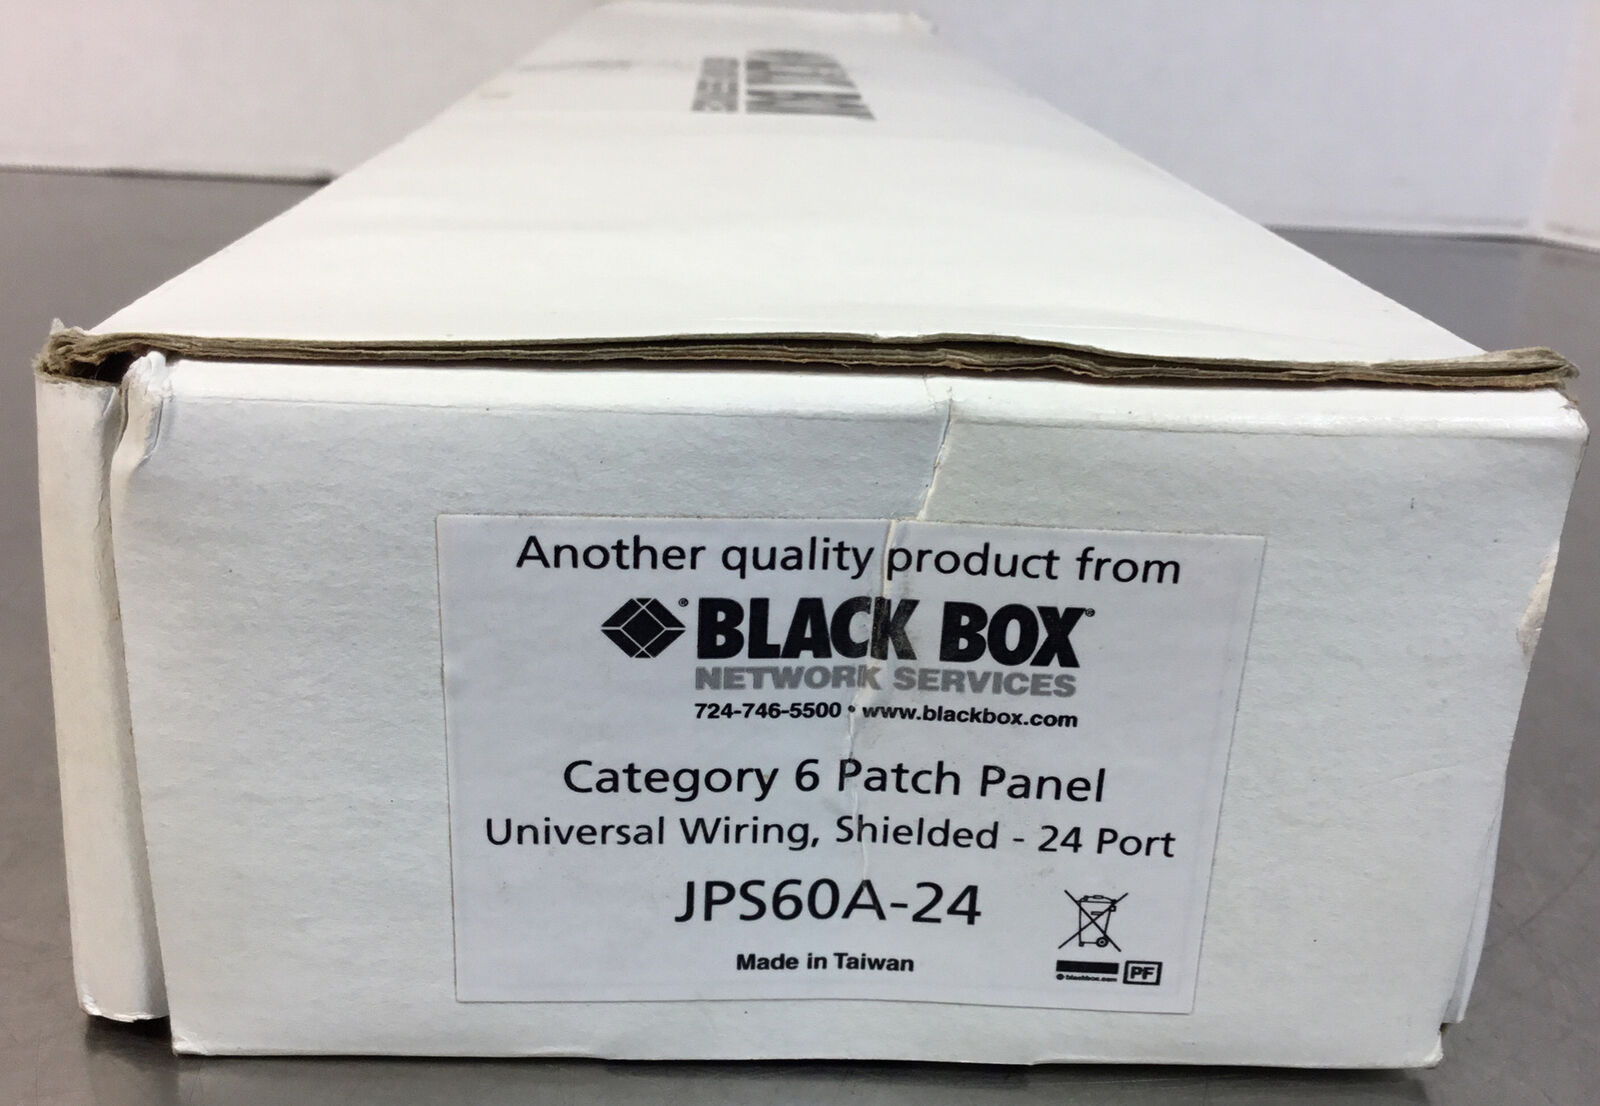 Another quality product from
® BLACK BOX®
NETWORK SERVICES
724-746-5500 • www.blackbox.com
Category 6 Patch Panel
Universal Wiring, Shielded - 24 Port
JPS60A-24
Made in Taiwan
PF